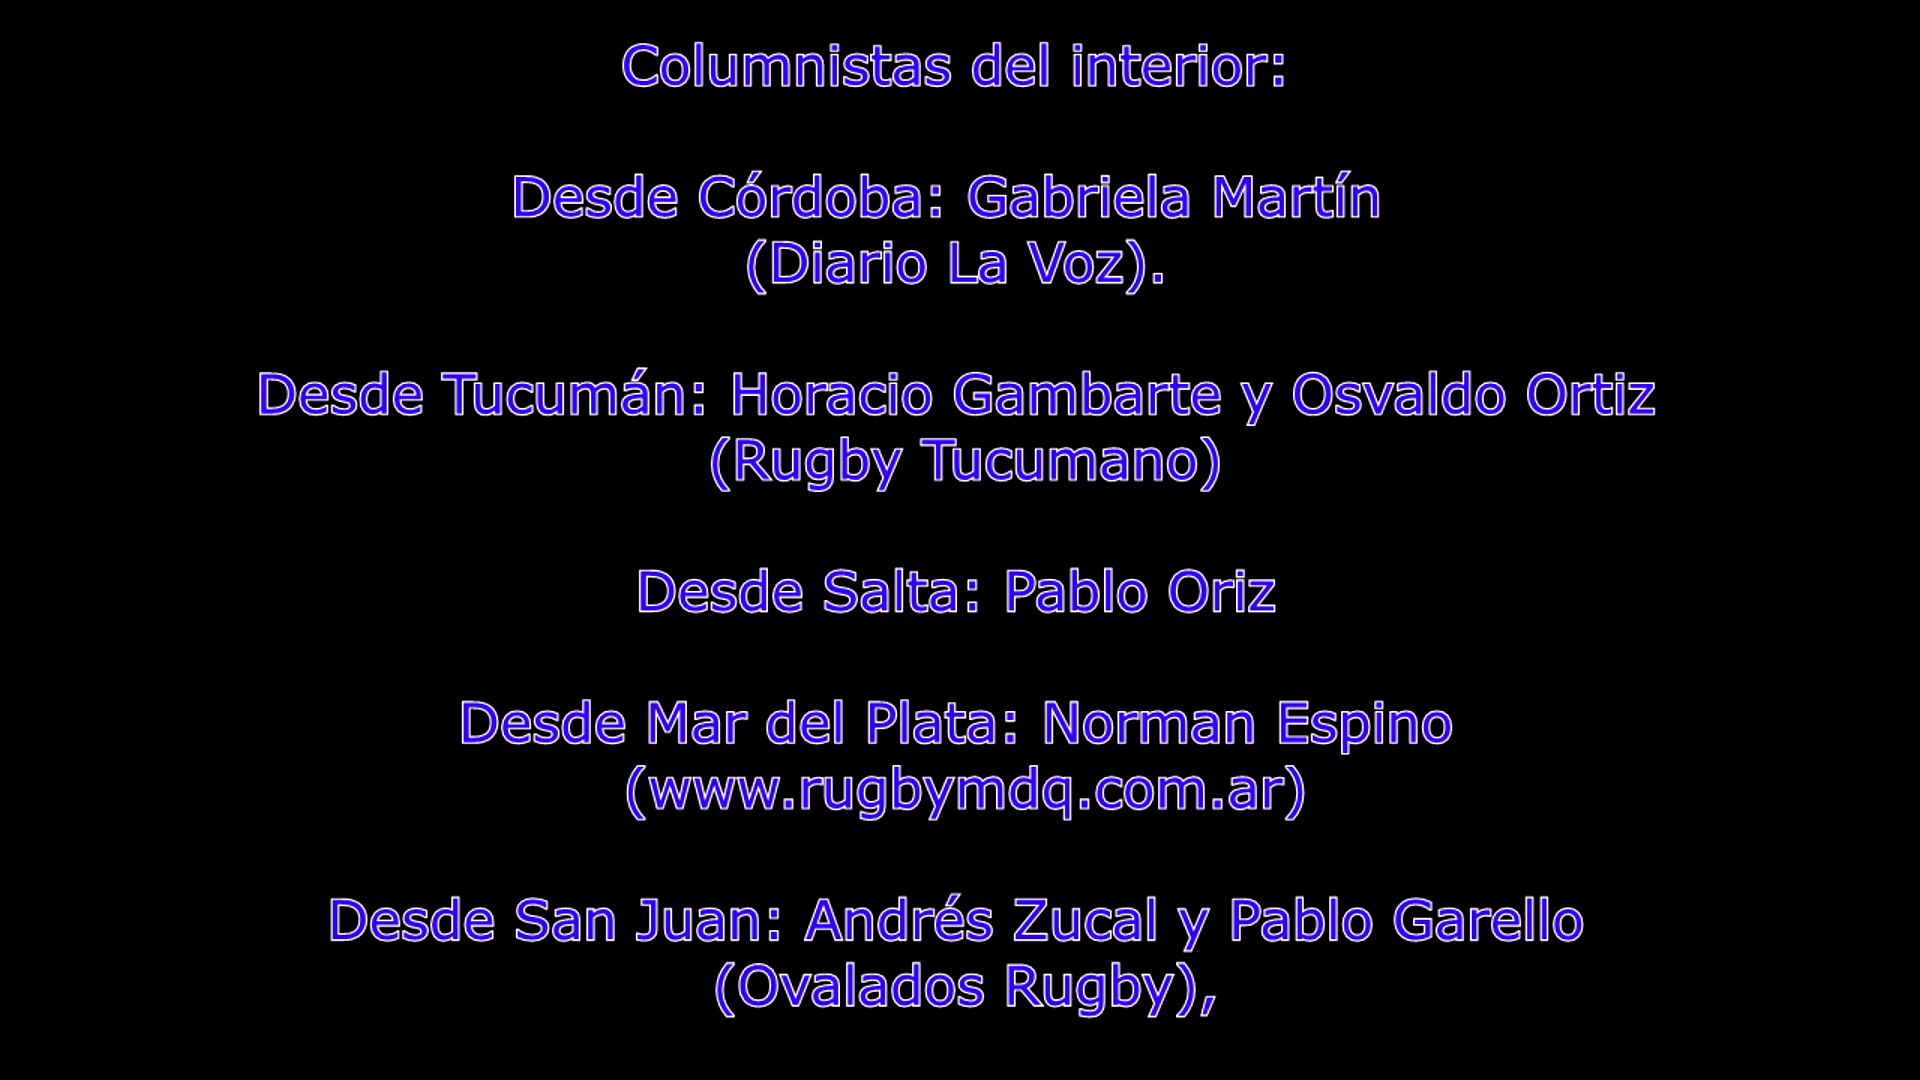 Columnistas del interior:
Desde Córdoba: Gabriela Martín
(Diario La Voz).
Desde Tucumán: Horacio Gambarte y Osvaldo Ortiz
(Rugby Tucumano)
Desde Salta: Pablo Oriz
Desde Mar del Plata: Norman Espino
(www.rugbymdq.com.ar)
Desde San Juan: Andrés Zucal y Pablo Garello
(Ovalados Rugby),